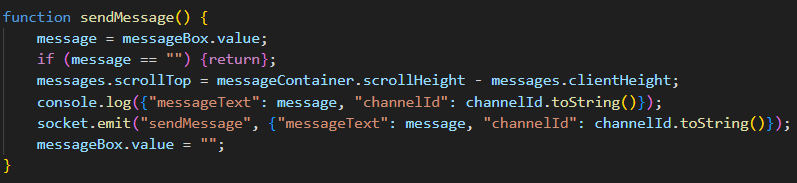 function sendMessage() {
    message = messageBox.value;
    if (message == "") {return};
    messages.scrollTop = messageContainer.scrollHeight - messages.clientHeight;
    console.log({"messageText": message, "channelId": channelId.toString()});
    socket.emit("sendMessage", {"messageText": message, "channelId": channelId.toString()});
    messageBox.value = "";
}